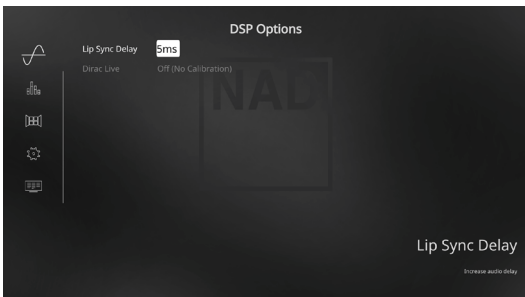 DSP Options
Lip Sync Delay 5ms
Dirac Live Off (No Calibration)
NAD
Lip Sync Delay
Increase audio delay